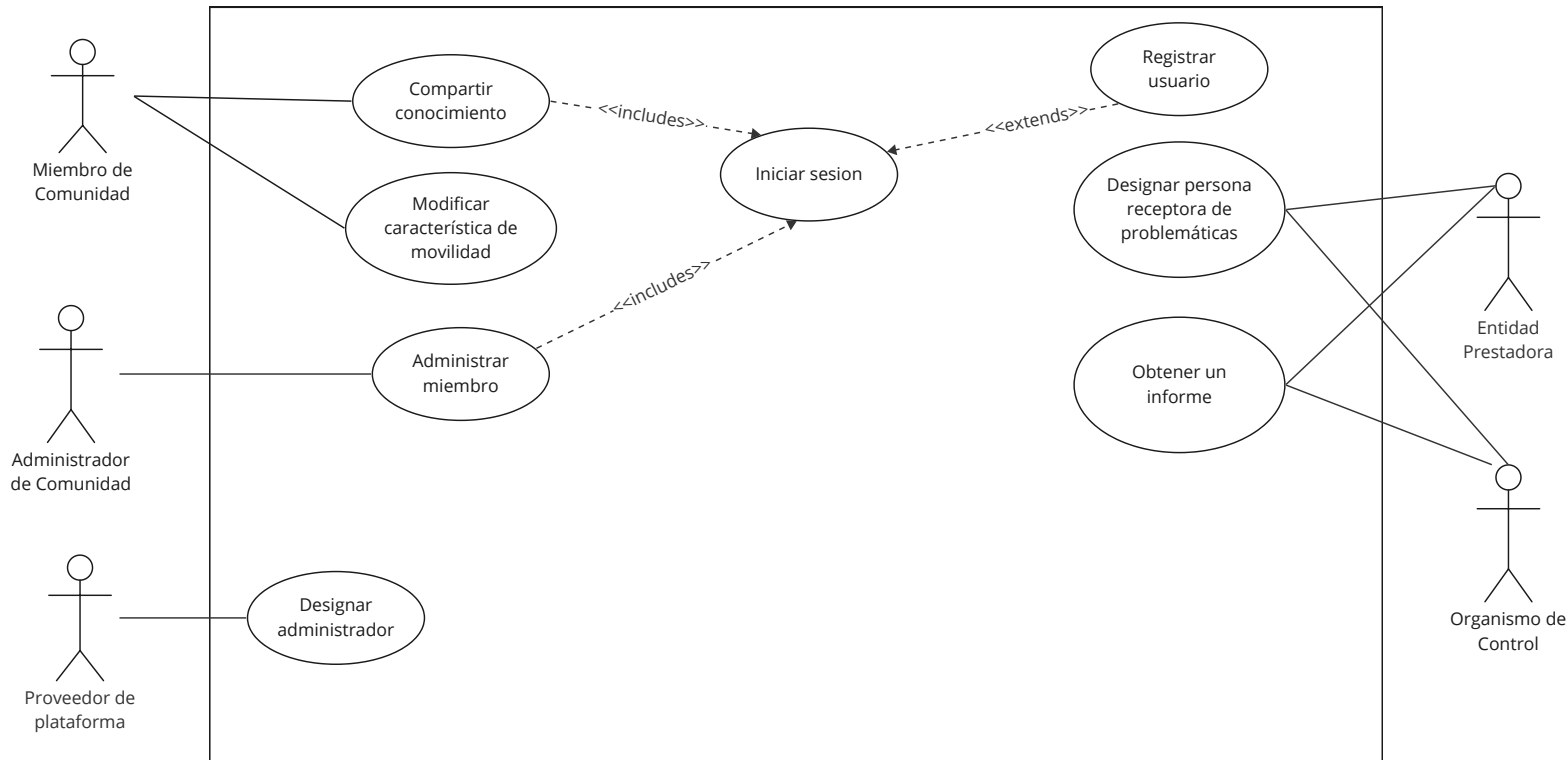 Miembro de
Comunidad
Compartir
conocimiento
<<includes>>
Iniciar sesion
<<extends>>
Registrar
usuario
Modificar
característica de
movilidad
Designar persona
receptora de
problemáticas
<<includes>>
Administrador
de Comunidad
Administrar
miembro
Obtener un
informe
Entidad
Prestadora
Proveedor de
plataforma
Designar
administrador
Organismo de
Control